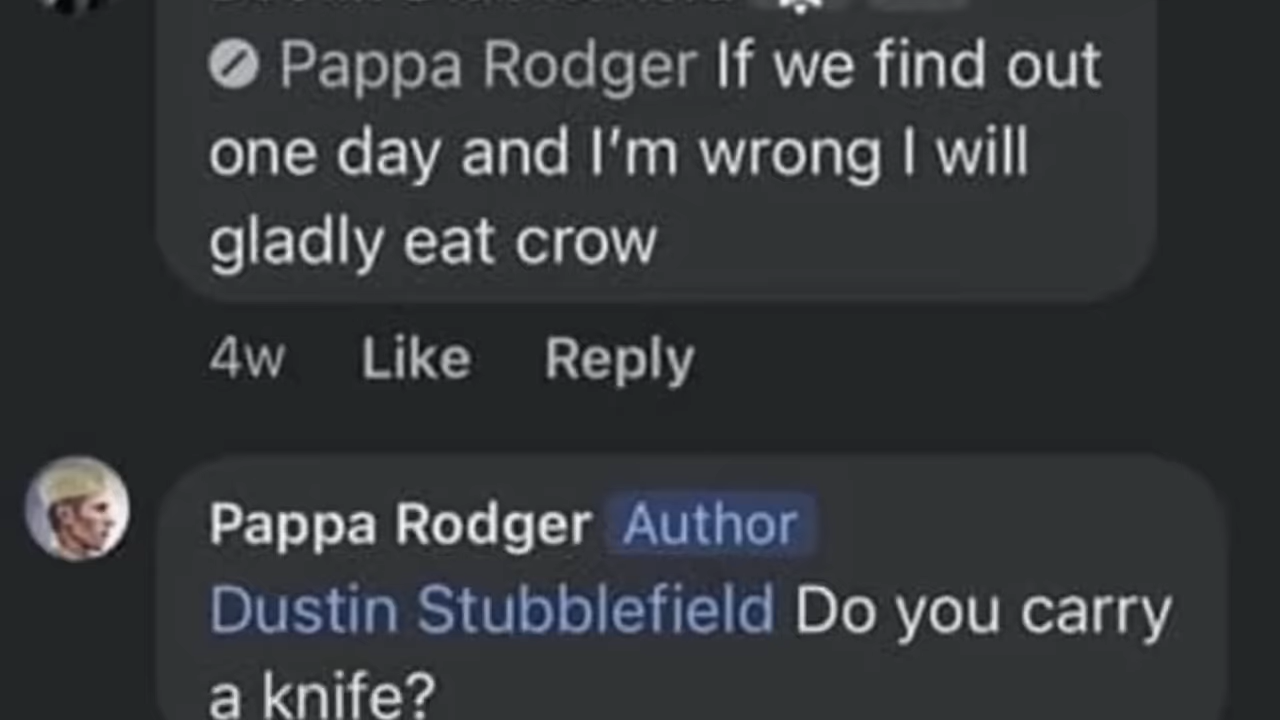 Pappa Rodger If we find out
one day and I'm wrong I will
gladly eat crow
4w Like Reply
Pappa Rodger Author
Dustin Stubblefield Do you carry
a knife?